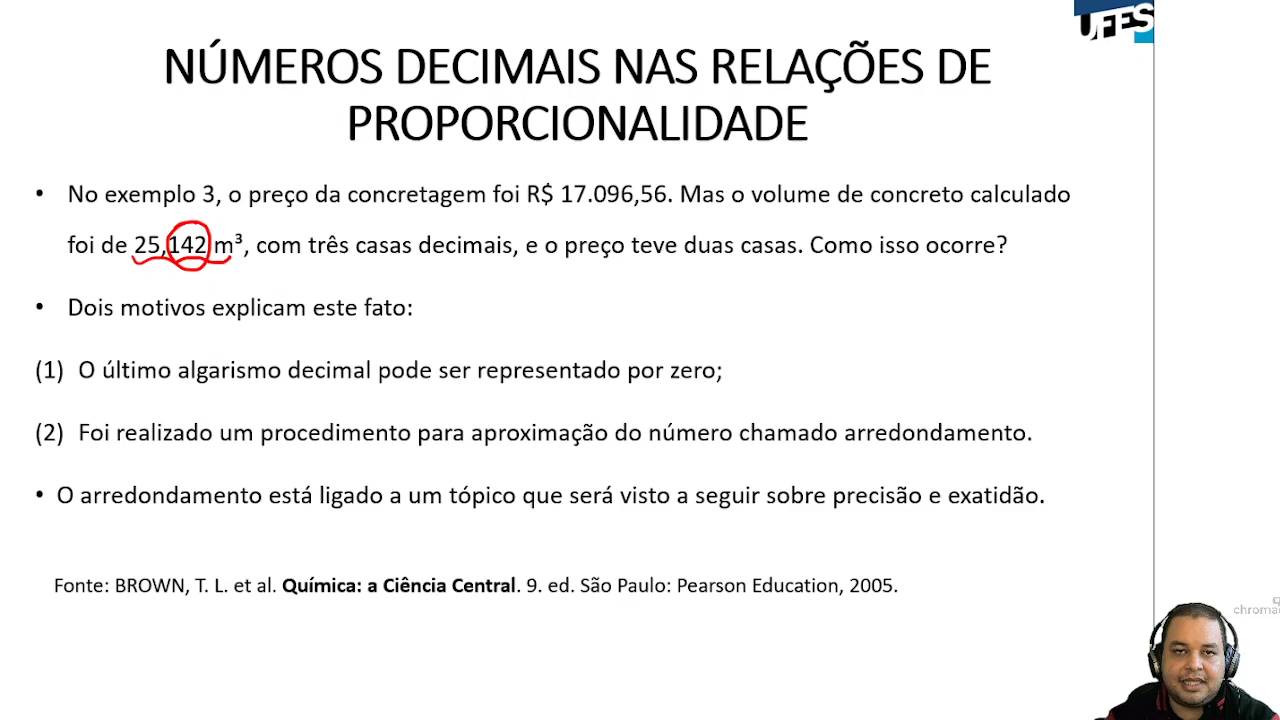 UFES
NÚMEROS DECIMAIS NAS RELAÇÕES DE
PROPORCIONALIDADE
• No exemplo 3, o preço da concretagem foi R$ 17.096,56. Mas o volume de concreto calculado
foi de 25,142 m³, com três casas decimais, e o preço teve duas casas. Como isso ocorre?
• Dois motivos explicam este fato:
(1) O último algarismo decimal pode ser representado por zero;
(2) Foi realizado um procedimento para aproximação do número chamado arredondamento.
• O arredondamento está ligado a um tópico que será visto a seguir sobre precisão e exatidão.
Fonte: BROWN, T. L. et al. Química: a Ciência Central. 9. ed. São Paulo: Pearson Education, 2005.